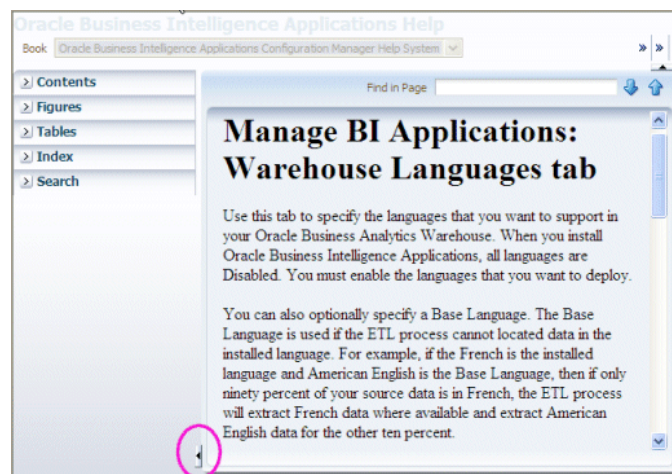 Oracle Business Intelligence Applications Help
Book Oracle Business Intelligence Applications Configuration Manager Help System
Contents
Figures
Tables
Index
Search
Find in Page
Manage BI Applications:
Warehouse Languages tab
Use this tab to specify the languages that you want to support in
your Oracle Business Analytics Warehouse. When you install
Oracle Business Intelligence Applications, all languages are
Disabled. You must enable the languages that you want to deploy.
You can also optionally specify a Base Language. The Base
Language is used if the ETL process cannot located data in the
installed language. For example, if the French is the installed
language and American English is the Base Language, then if only
ninety percent of your source data is in French, the ETL process
will extract French data where available and extract American
English data for the other ten percent.